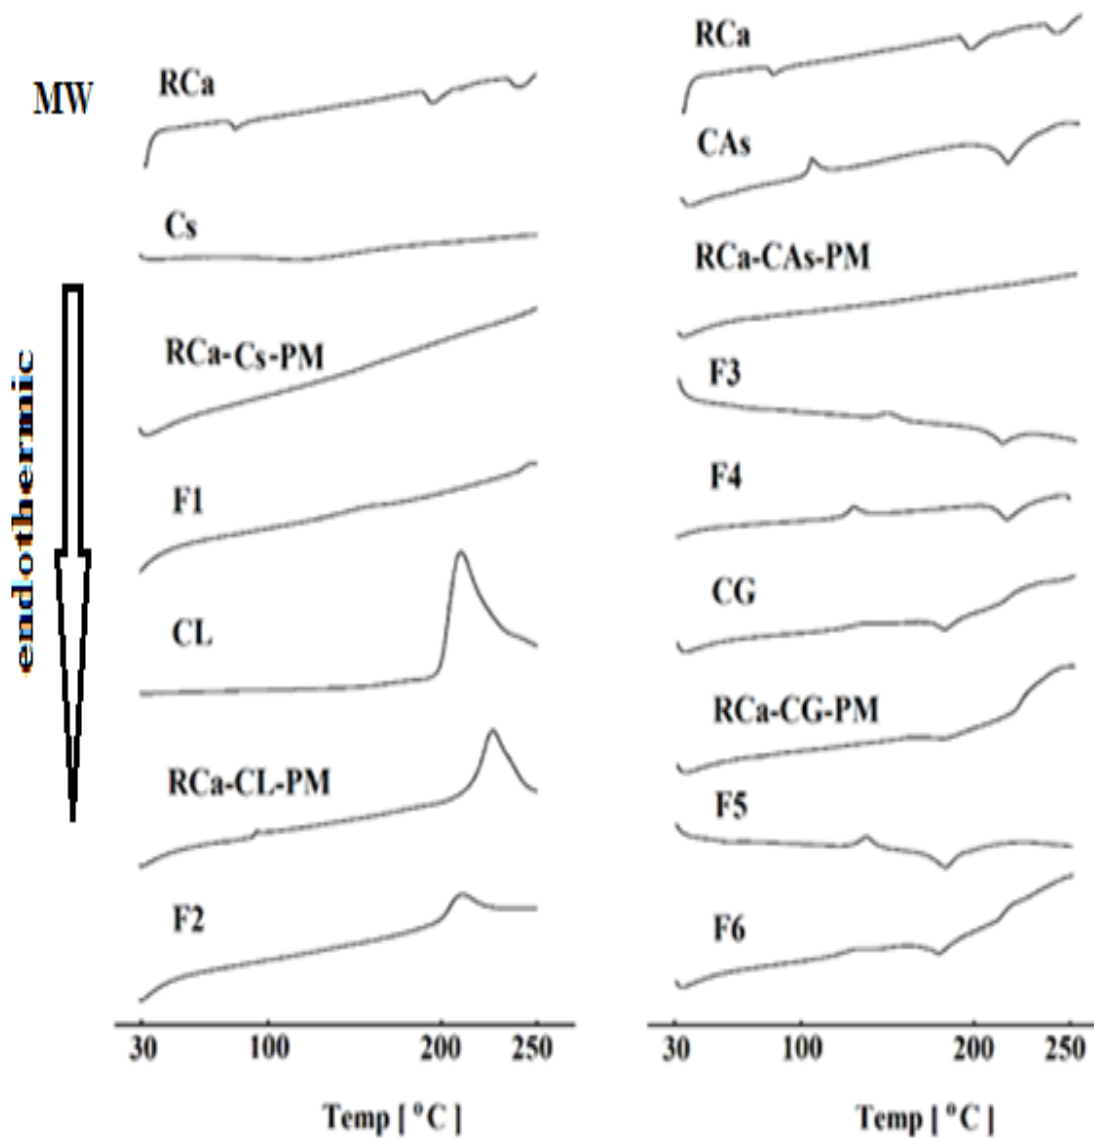 MW
endothermic
RCa
Cs
RCa-Cs-PM
F1
CL
RCa-CL-PM
F2
30 100 200 250
Temp [ °C ]
RCa
CAs
RCa-CAs-PM
F3
F4
CG
RCa-CG-PM
F5
F6
30 100 200 250
Temp [ °C ]